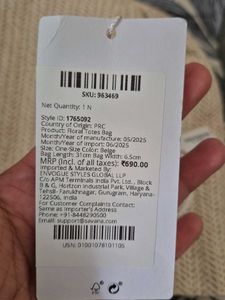 SKU: 963469
Net Quantity: 1 N
Style ID: 1765092
Country of Origin: PRC
Product: Floral Totes Bag
Month/Year of manufacture: 05/2025
Month/Year of import: 06/2025
Size: One-Size Color: Beige
Bag Length: 31cm Bag Width: 6.5cm
MRP (Incl. of all taxes): ₹690.00
Imported & Marketed By:
ENVOGUE STYLES GLOBAL LLP
C/o APM Terminals India Pvt. Ltd., Block
B & G, Horizon Industrial Park, Village &
Tehsil- Farukhnagar, Gurugram, Haryana-
122506, India
For Customer Complaints Contact:
Same as Importer's Address
Phone: +91-8448290500
Email: support@savana.com
USN: 01001076101105
FSC